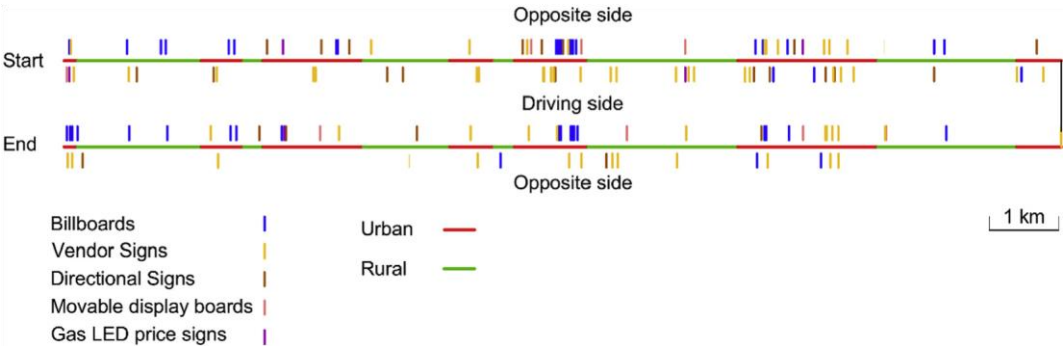 Opposite side
Start
Driving side
End
Opposite side
1 km
Billboards
Vendor Signs
Directional Signs
Movable display boards
Gas LED price signs
Urban
Rural